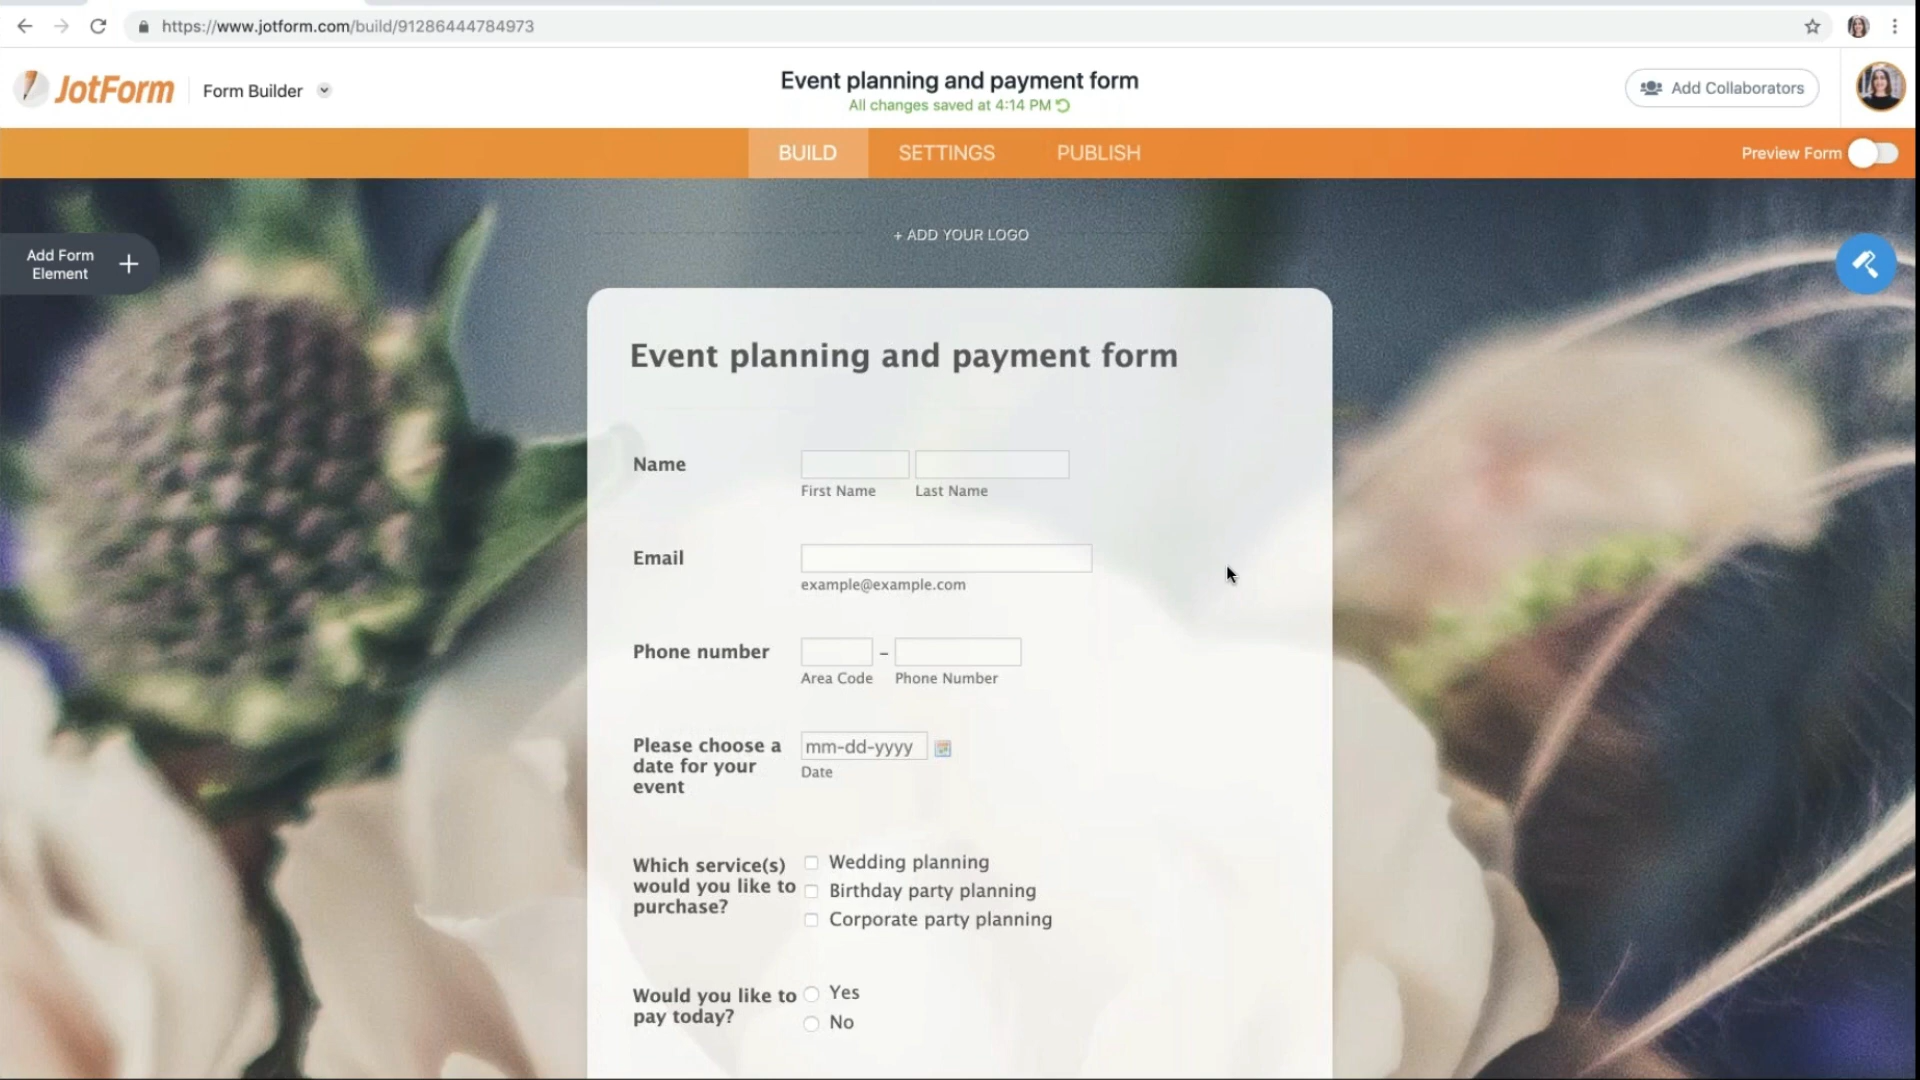 https://www.jotform.com/build/91286444784973
JotForm
Form Builder
Event planning and payment form
All changes saved at 4:14 PM
Add Collaborators
BUILD
SETTINGS
PUBLISH
Preview Form
Add Form
Element
+ ADD YOUR LOGO
Event planning and payment form
Name
First Name
Last Name
Email
example@example.com
Phone number
–
Area Code
Phone Number
Please choose a
date for your
event
mm-dd-yyyy
Date
Which service(s)
would you like to
purchase?
Wedding planning
Birthday party planning
Corporate party planning
Would you like to
pay today?
Yes
No